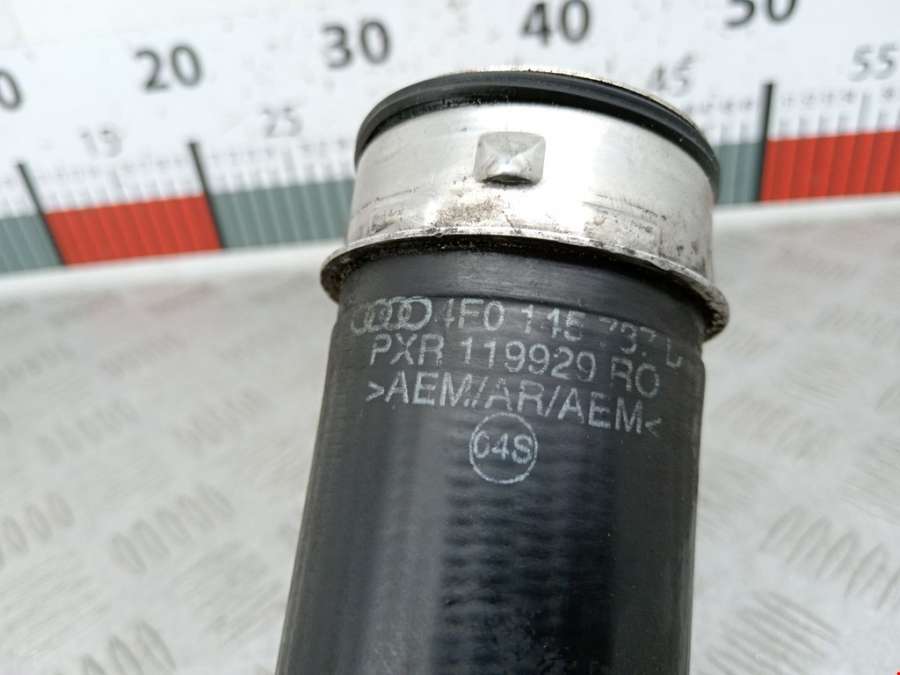 20 30 40 50
19 25 45 55
4F0 145 737
PXR 119929 RO
>AEM/AR/AEM<
04S